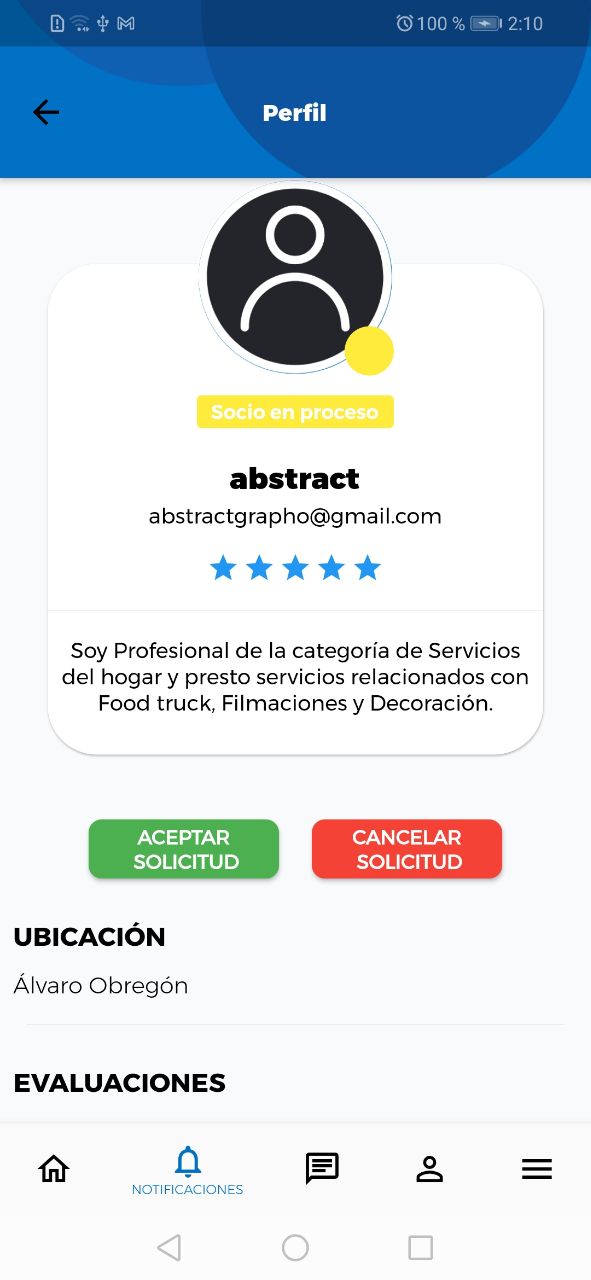 100 % 2:10
Perfil
Socio en proceso
abstract
abstractgrapho@gmail.com
Soy Profesional de la categoría de Servicios
del hogar y presto servicios relacionados con
Food truck, Filmaciones y Decoración.
ACEPTAR
SOLICITUD
CANCELAR
SOLICITUD
UBICACIÓN
Álvaro Obregón
EVALUACIONES
NOTIFICACIONES